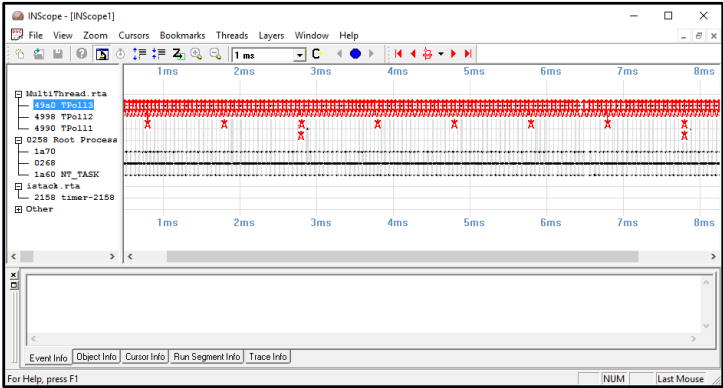 INScope - [INScope1]
File View Zoom Cursors Bookmarks Threads Layers Window Help
1 ms
1ms 2ms 3ms 4ms 5ms 6ms 7ms 8ms
MultiThread.rta
49a0 TPoll3
4998 TPoll2
4990 TPoll1
0258 Root Process
1a70
0268
1a60 NT_TASK
istack.rta
2158 timer-2158
Other
1ms 2ms 3ms 4ms 5ms 6ms 7ms 8ms
Event Info Object Info Cursor Info Run Segment Info Trace Info
For Help, press F1 NUM Last Mouse